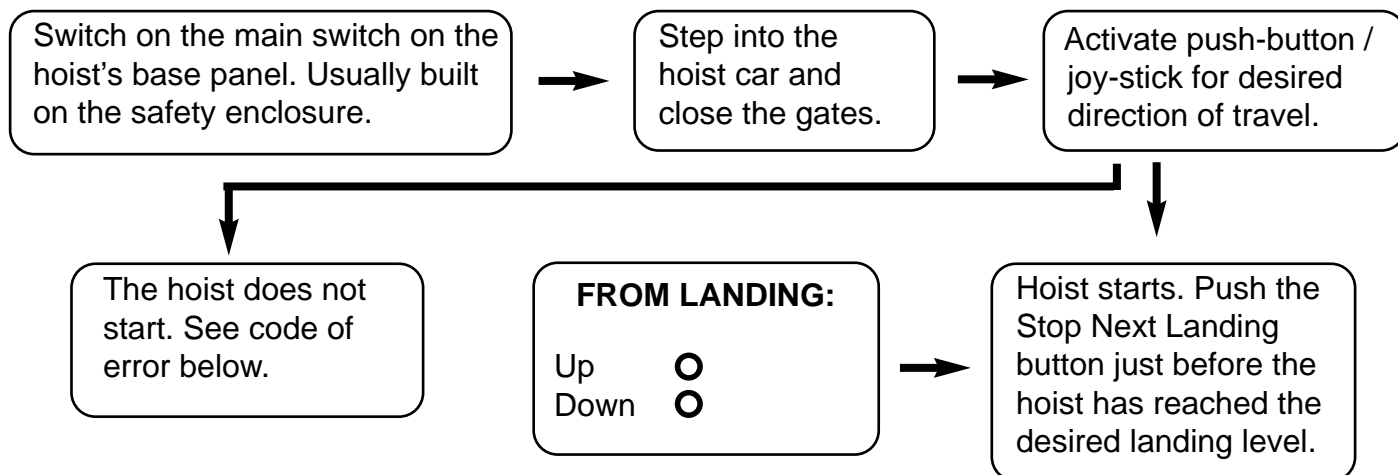 Switch on the main switch on the
hoist's base panel. Usually built
on the safety enclosure.
Step into the
hoist car and
close the gates.
Activate push-button /
joy-stick for desired
direction of travel.
The hoist does not
start. See code of
error below.
FROM LANDING:
Up
Down
Hoist starts. Push the
Stop Next Landing
button just before the
hoist has reached the
desired landing level.